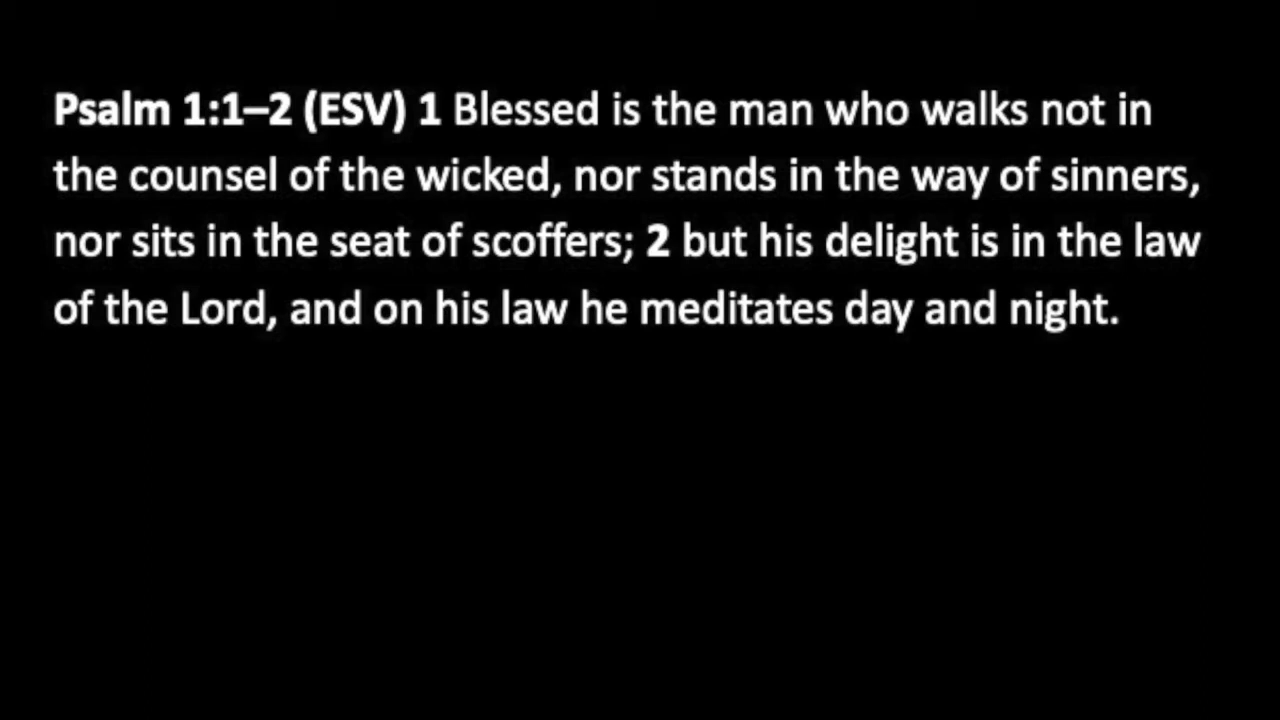 Psalm 1:1–2 (ESV) 1 Blessed is the man who walks not in
the counsel of the wicked, nor stands in the way of sinners,
nor sits in the seat of scoffers; 2 but his delight is in the law
of the Lord, and on his law he meditates day and night.